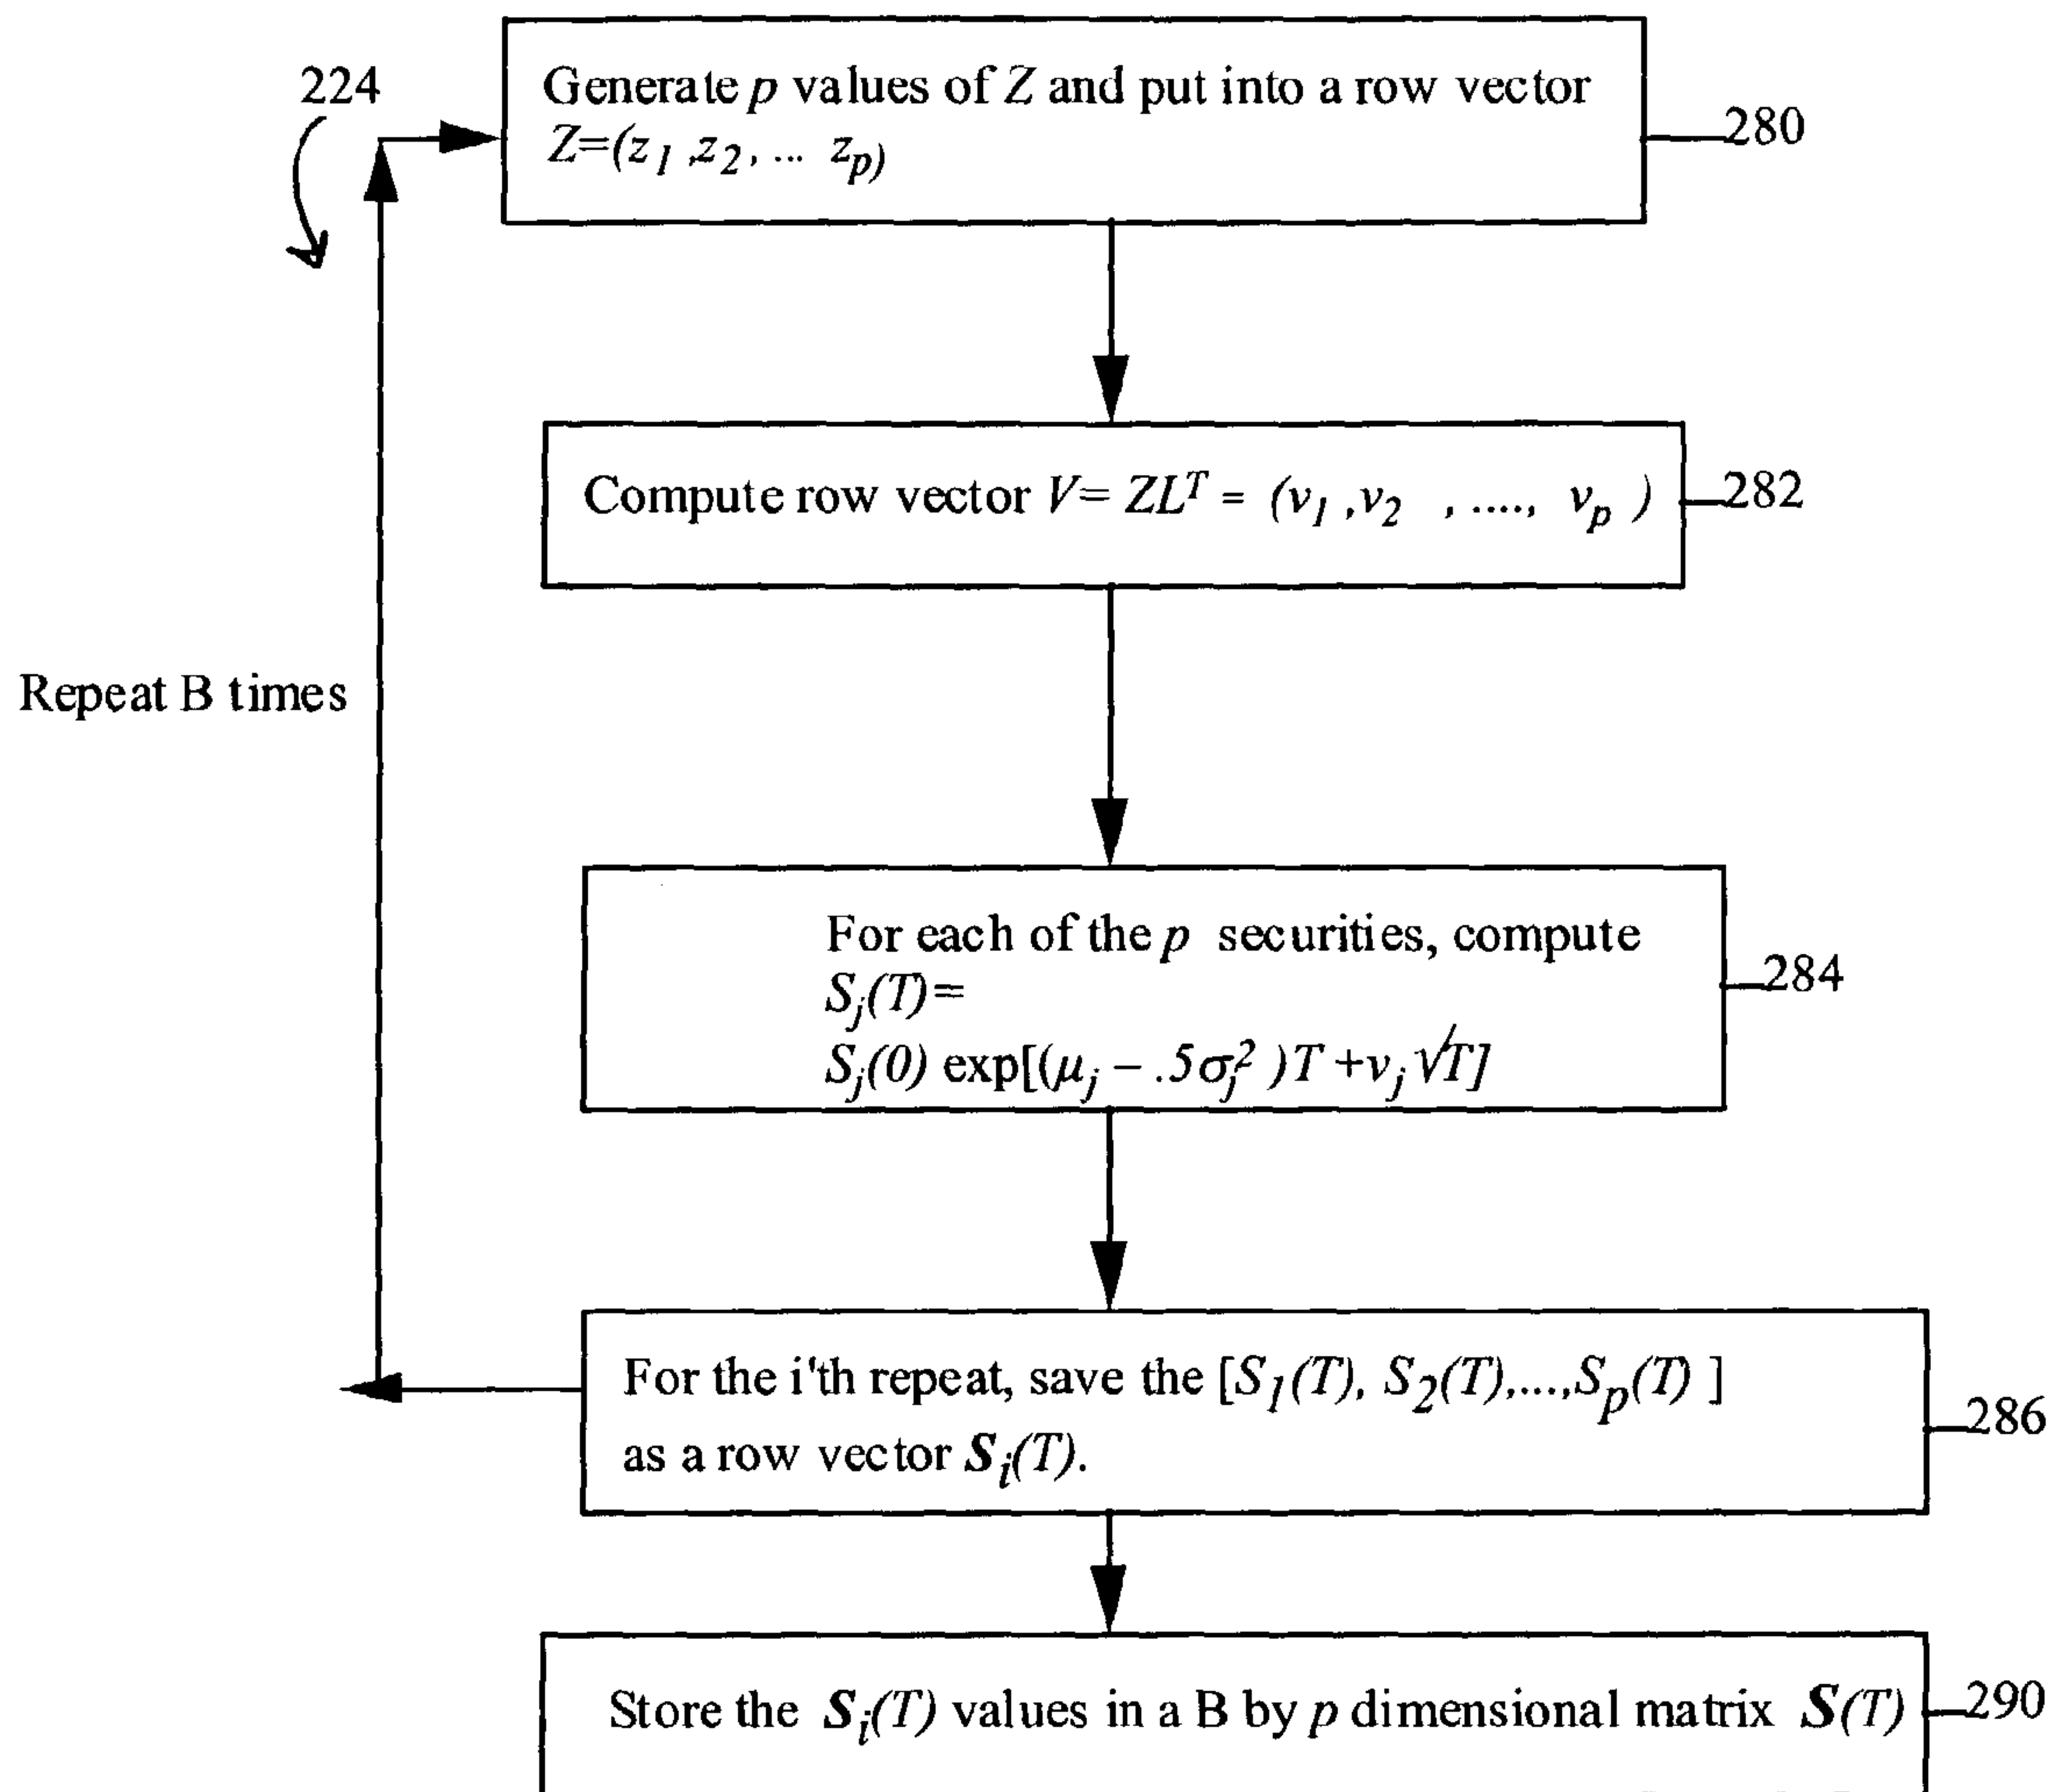 224
Generate p values of Z and put into a row vector
Z=(z₁ ,z₂, ... zₚ)
280
Compute row vector V= ZLᵀ = (v₁ ,v₂ , ...., vₚ )
282
Repeat B times
For each of the p securities, compute
Sⱼ(T)=
Sⱼ(0) exp[(μⱼ – .5σⱼ² )T +vⱼ √T]
284
For the i'th repeat, save the [S₁(T), S₂(T),...,Sₚ(T) ]
as a row vector Sᵢ(T).
286
Store the Sᵢ(T) values in a B by p dimensional matrix S(T)
290